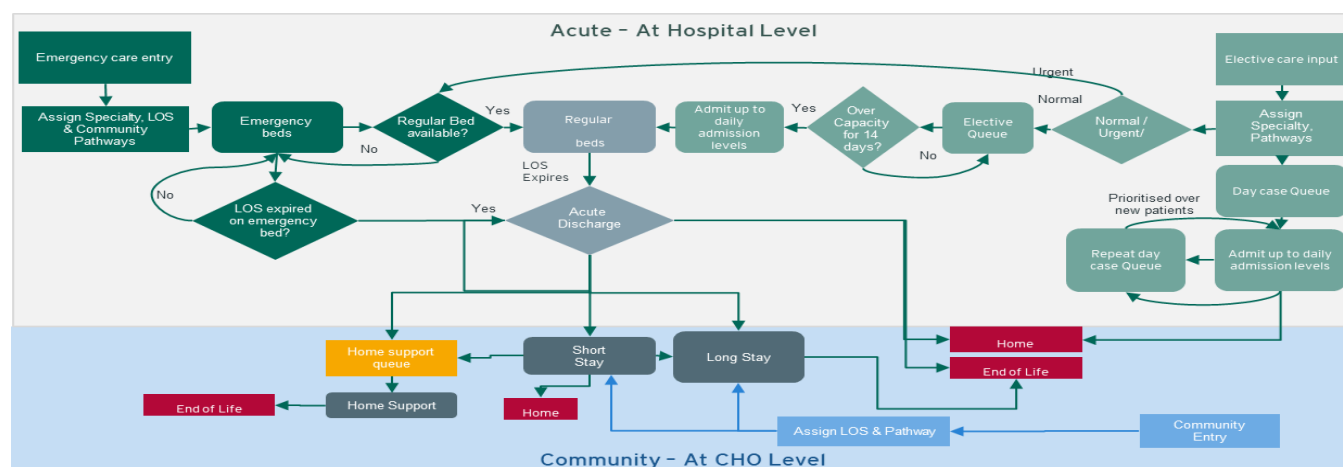 Acute – At Hospital Level
Emergency care entry
Elective care input
Urgent
Normal
Assign Specialty, LOS
& Community
Pathways
Emergency
beds
Regular Bed
available?
Yes
No
Regular
beds
Admit up to
daily
admission
levels
Yes
Over
Capacity
for 14
days?
No
Elective
Queue
Normal /
Urgent/
Assign
Specialty,
Pathways
LOS
Expires
No
LOS expired
on emergency
bed?
Yes
Acute
Discharge
Day case Queue
Prioritised over
new patients
Repeat day
case Queue
Admit up to daily
admission levels
Home support
queue
Short
Stay
Long Stay
Home
End of Life
End of Life
Home Support
Home
Assign LOS & Pathway
Community
Entry
Community – At CHO Level